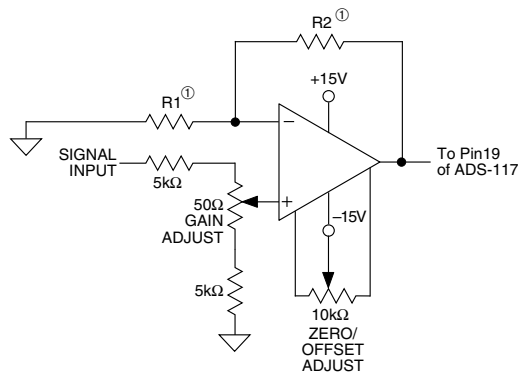 R2①
+15V
R1①
−
SIGNAL
INPUT
5kΩ
To Pin19
of ADS-117
50Ω
GAIN
ADJUST
+
−15V
5kΩ
10kΩ
ZERO/
OFFSET
ADJUST